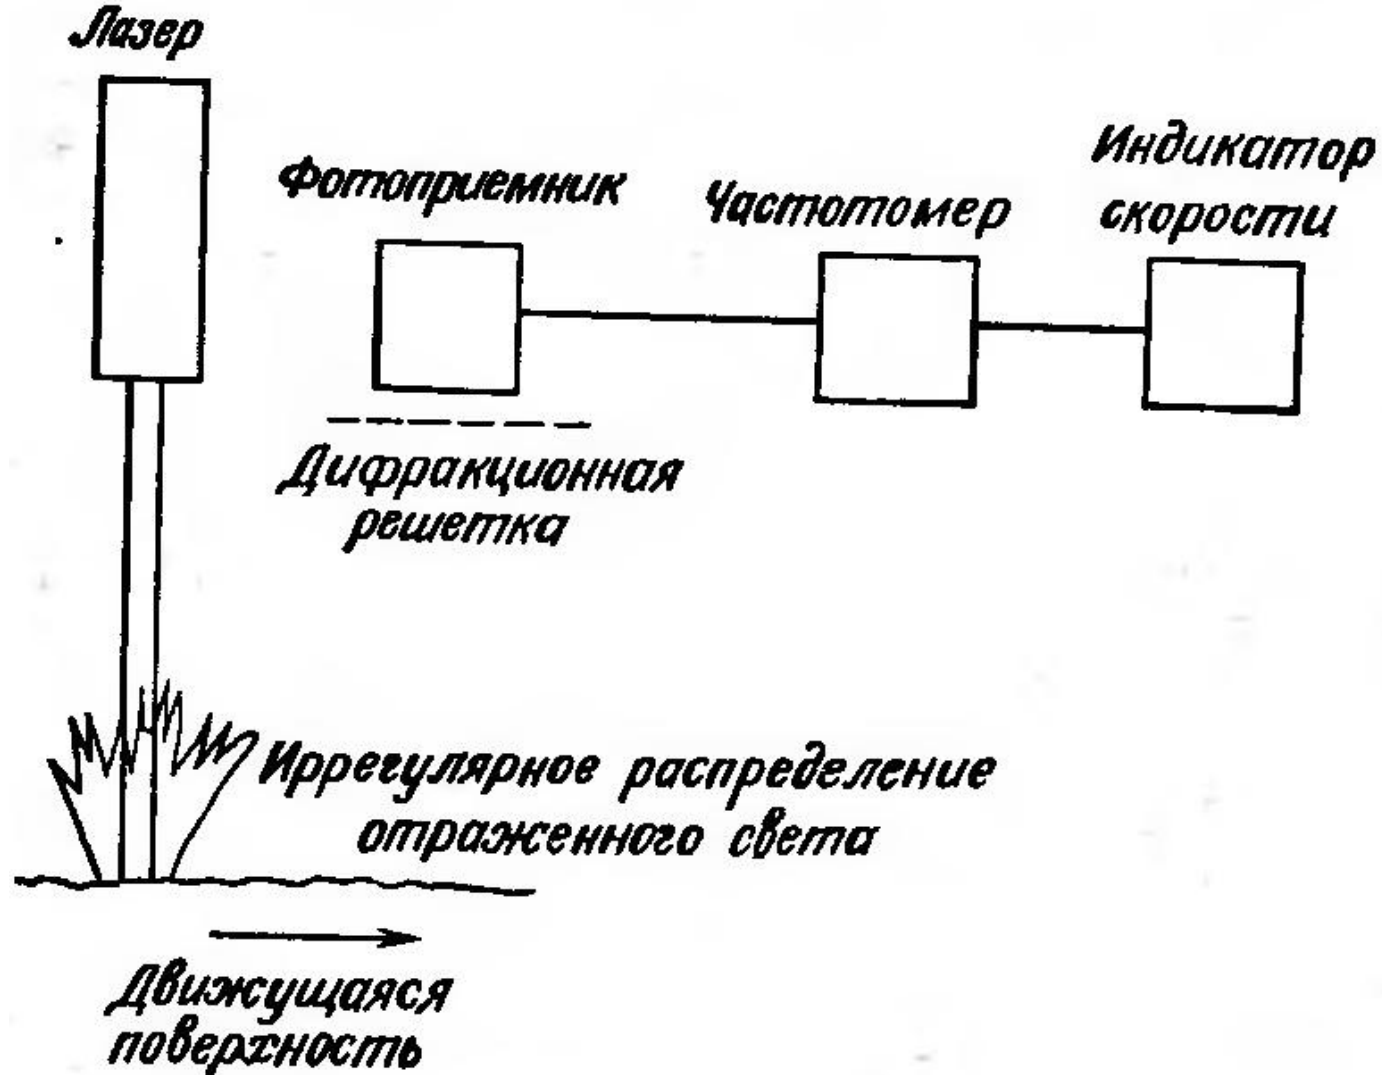 Лазер
Фотоприемник
Частотомер
Индикатор
скорости
Дифракционная
решетка
Иррегулярное распределение
отраженного света
Движущаяся
поверхность